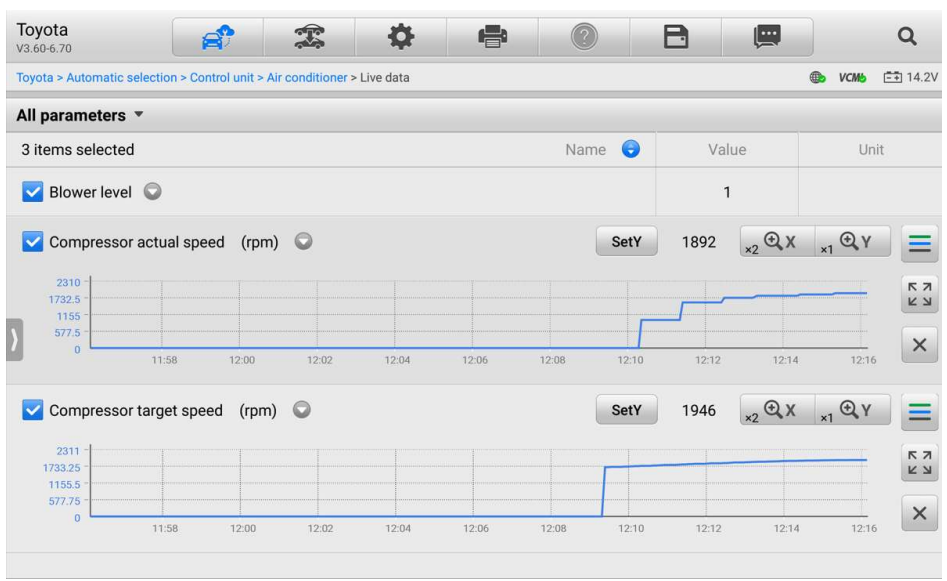 Toyota
V3.60-6.70
?
Toyota > Automatic selection > Control unit > Air conditioner > Live data
VCM
14.2V
All parameters
3 items selected Name Value Unit
Blower level 1
Compressor actual speed (rpm) SetY 1892 ×2 X ×1 Y
2310
1732.5
1155
577.5
0
11:58 12:00 12:02 12:04 12:06 12:08 12:10 12:12 12:14 12:16
Compressor target speed (rpm) SetY 1946 ×2 X ×1 Y
2311
1733.25
1155.5
577.75
0
11:58 12:00 12:02 12:04 12:06 12:08 12:10 12:12 12:14 12:16